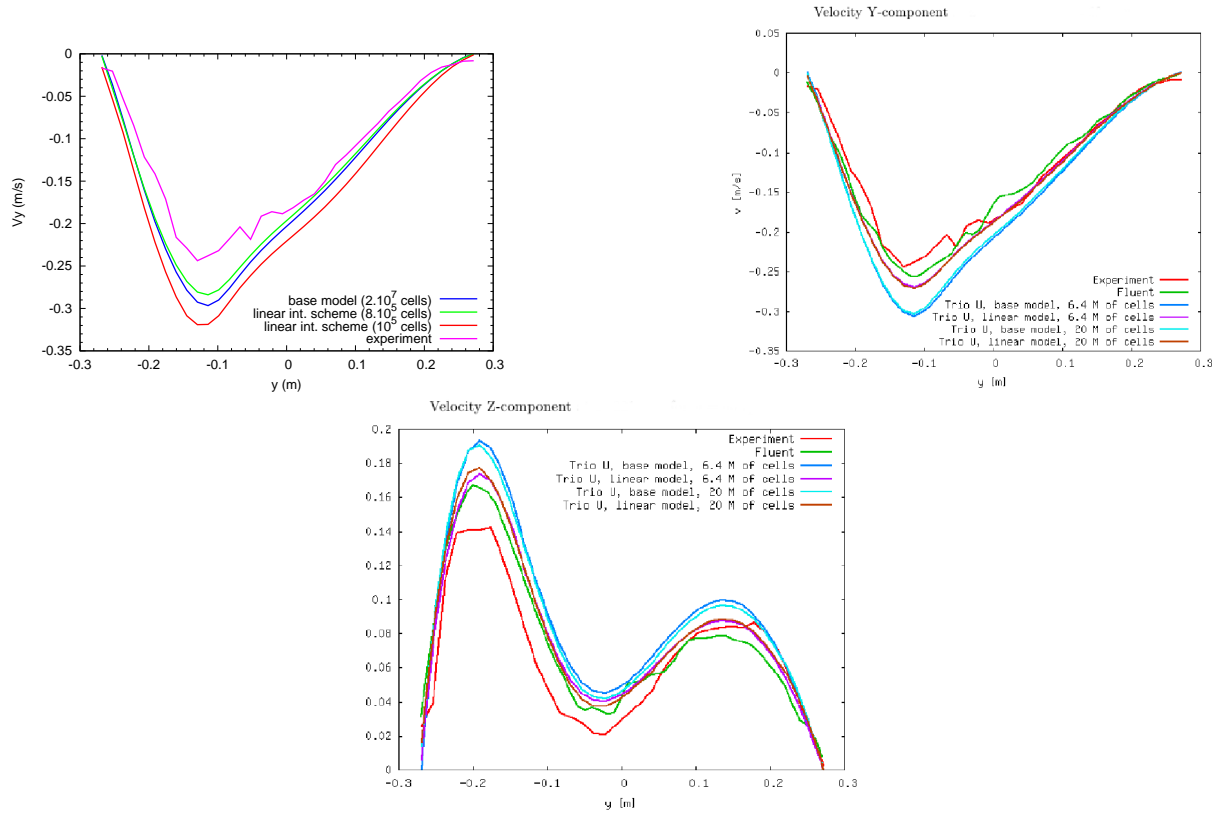 Velocity Y-component
0
-0.05
-0.1
-0.15
-0.2
-0.25
-0.3
-0.35
-0.3 -0.2 -0.1 0 0.1 0.2 0.3
Vy (m/s)
y (m)
base model (2.10^7 cells)
linear int. scheme (8.10^5 cells)
linear int. scheme (10^5 cells)
experiment
0.05
0
-0.05
-0.1
-0.15
-0.2
-0.25
-0.3
-0.35
-0.3 -0.2 -0.1 0 0.1 0.2 0.3
v [m/s]
y [m]
Experiment
Fluent
Trio U, base model, 6.4 M of cells
Trio U, linear model, 6.4 M of cells
Trio U, base model, 20 M of cells
Trio U, linear model, 20 M of cells
Velocity Z-component
0.2
0.18
0.16
0.14
0.12
0.1
0.08
0.06
0.04
0.02
0
-0.3 -0.2 -0.1 0 0.1 0.2 0.3
y [m]
Experiment
Fluent
Trio U, base model, 6.4 M of cells
Trio U, linear model, 6.4 M of cells
Trio U, base model, 20 M of cells
Trio U, linear model, 20 M of cells